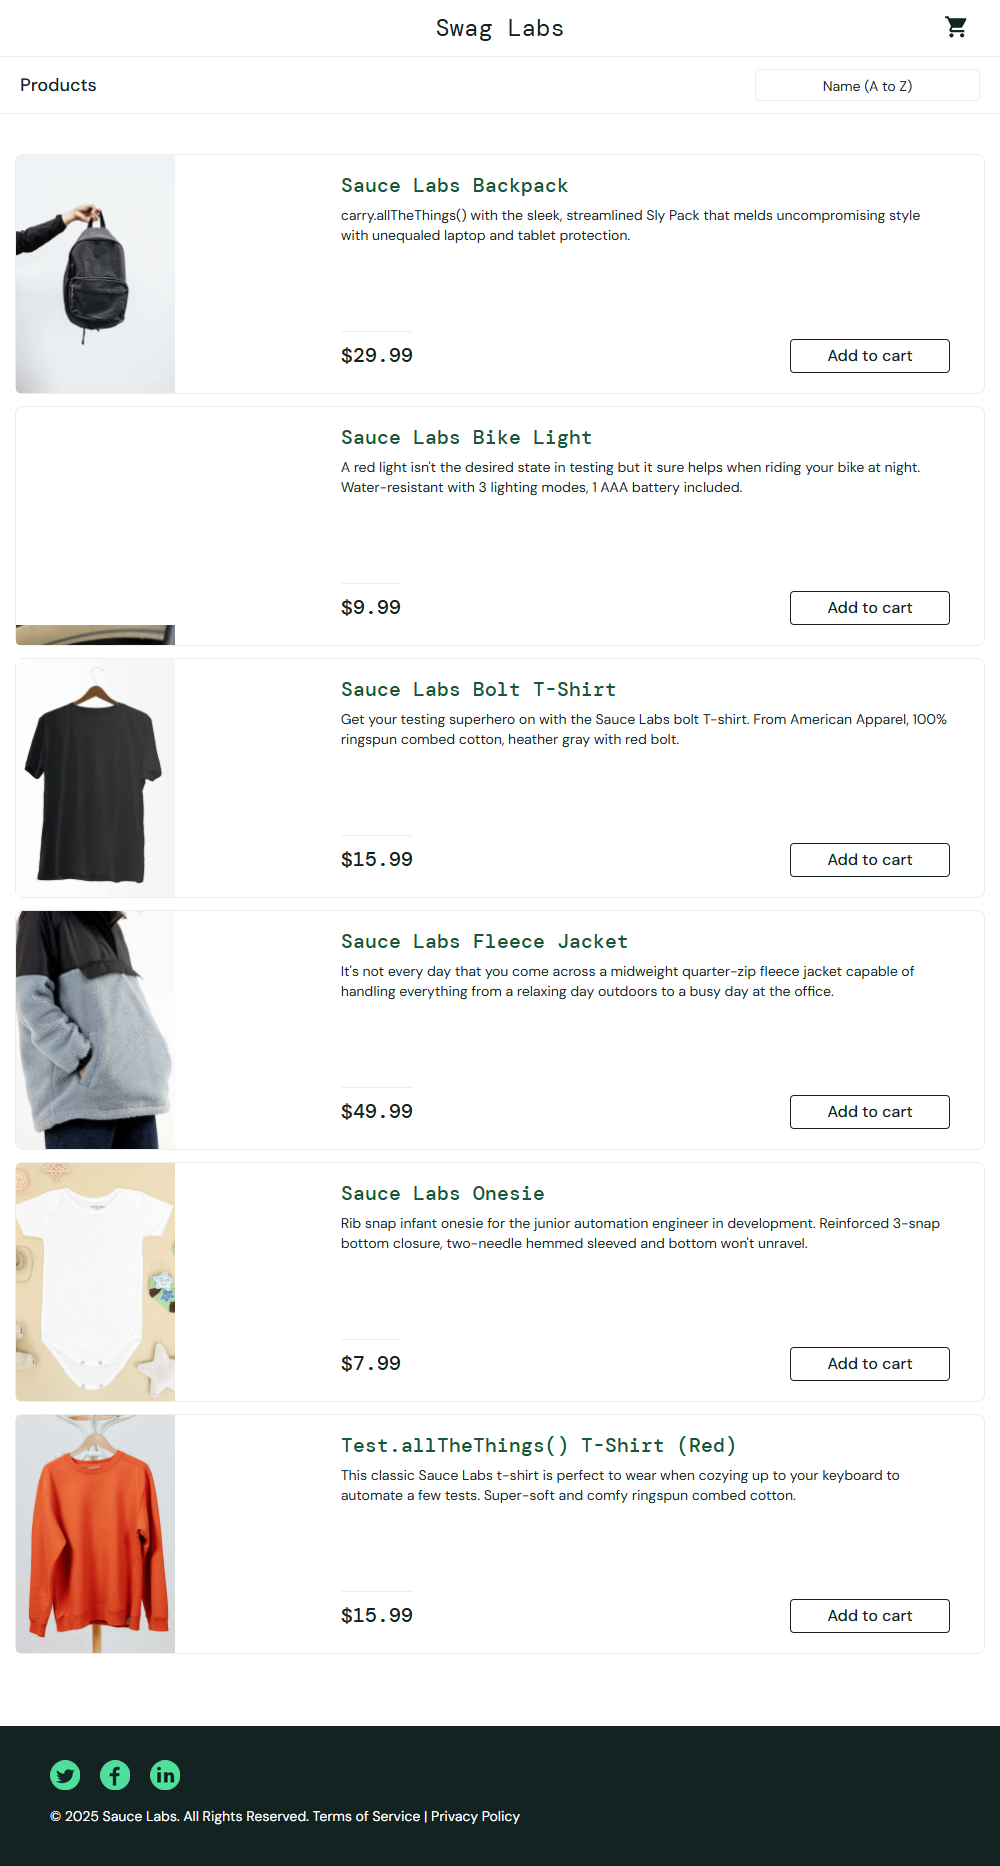 Swag Labs
Products
Name (A to Z)
Sauce Labs Backpack
carry.allTheThings() with the sleek, streamlined Sly Pack that melds uncompromising style
with unequaled laptop and tablet protection.
$29.99
Add to cart
Sauce Labs Bike Light
A red light isn't the desired state in testing but it sure helps when riding your bike at night.
Water-resistant with 3 lighting modes, 1 AAA battery included.
$9.99
Add to cart
Sauce Labs Bolt T-Shirt
Get your testing superhero on with the Sauce Labs bolt T-shirt. From American Apparel, 100%
ringspun combed cotton, heather gray with red bolt.
$15.99
Add to cart
Sauce Labs Fleece Jacket
It's not every day that you come across a midweight quarter-zip fleece jacket capable of
handling everything from a relaxing day outdoors to a busy day at the office.
$49.99
Add to cart
Sauce Labs Onesie
Rib snap infant onesie for the junior automation engineer in development. Reinforced 3-snap
bottom closure, two-needle hemmed sleeved and bottom won't unravel.
$7.99
Add to cart
Test.allTheThings() T-Shirt (Red)
This classic Sauce Labs t-shirt is perfect to wear when cozying up to your keyboard to
automate a few tests. Super-soft and comfy ringspun combed cotton.
$15.99
Add to cart
© 2025 Sauce Labs. All Rights Reserved. Terms of Service | Privacy Policy